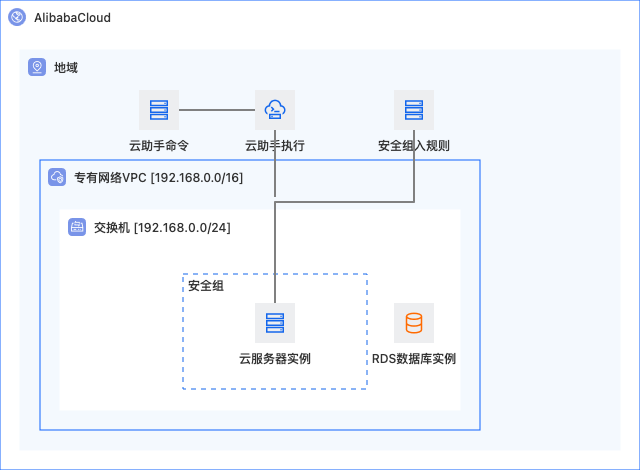 AlibabaCloud
地域
云助手命令
云助手执行
安全组入规则
专有网络VPC [192.168.0.0/16]
交换机 [192.168.0.0/24]
安全组
云服务器实例
RDS数据库实例